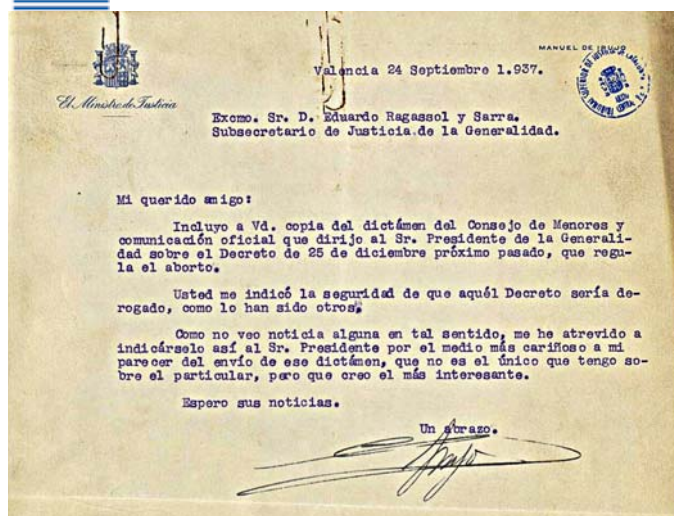 MANUEL DE IRUJO
Valencia 24 Septiembre 1.937.
El Ministro de Justicia
Excmo. Sr. D. Eduardo Ragassol y Sarra.
Subsecretario de Justicia de la Generalidad.
Mi querido amigo:
Incluyo a Vd. copia del dictámen del Consejo de Menores y
comunicación oficial que dirijo al Sr. Presidente de la Generali-
dad sobre el Decreto de 25 de diciembre próximo pasado, que regu-
la el aborto.
Usted me indicó la seguridad de que aquél Decreto sería de-
rogado, como lo han sido otros.
Como no veo noticia alguna en tal sentido, me he atrevido a
indicárselo así al Sr. Presidente por el medio más cariñoso a mi
parecer del envío de ese dictámen, que no es el único que tengo so-
bre el particular, pero que creo el más interesante.
Espero sus noticias.
Un abrazo.
Irujo